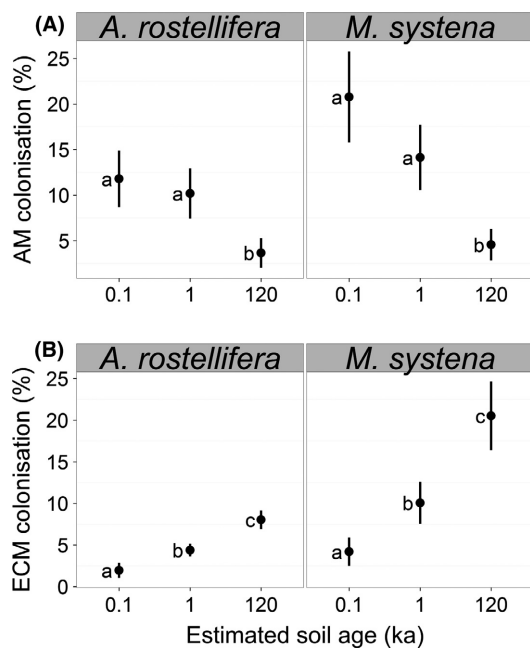 (A)
A. rostellifera M. systena
AM colonisation (%)
25
20
15
10
5
a a b
a a b
0.1 1 120 0.1 1 120
(B)
A. rostellifera M. systena
ECM colonisation (%)
25
20
15
10
5
0
a b c
a b c
0.1 1 120 0.1 1 120
Estimated soil age (ka)